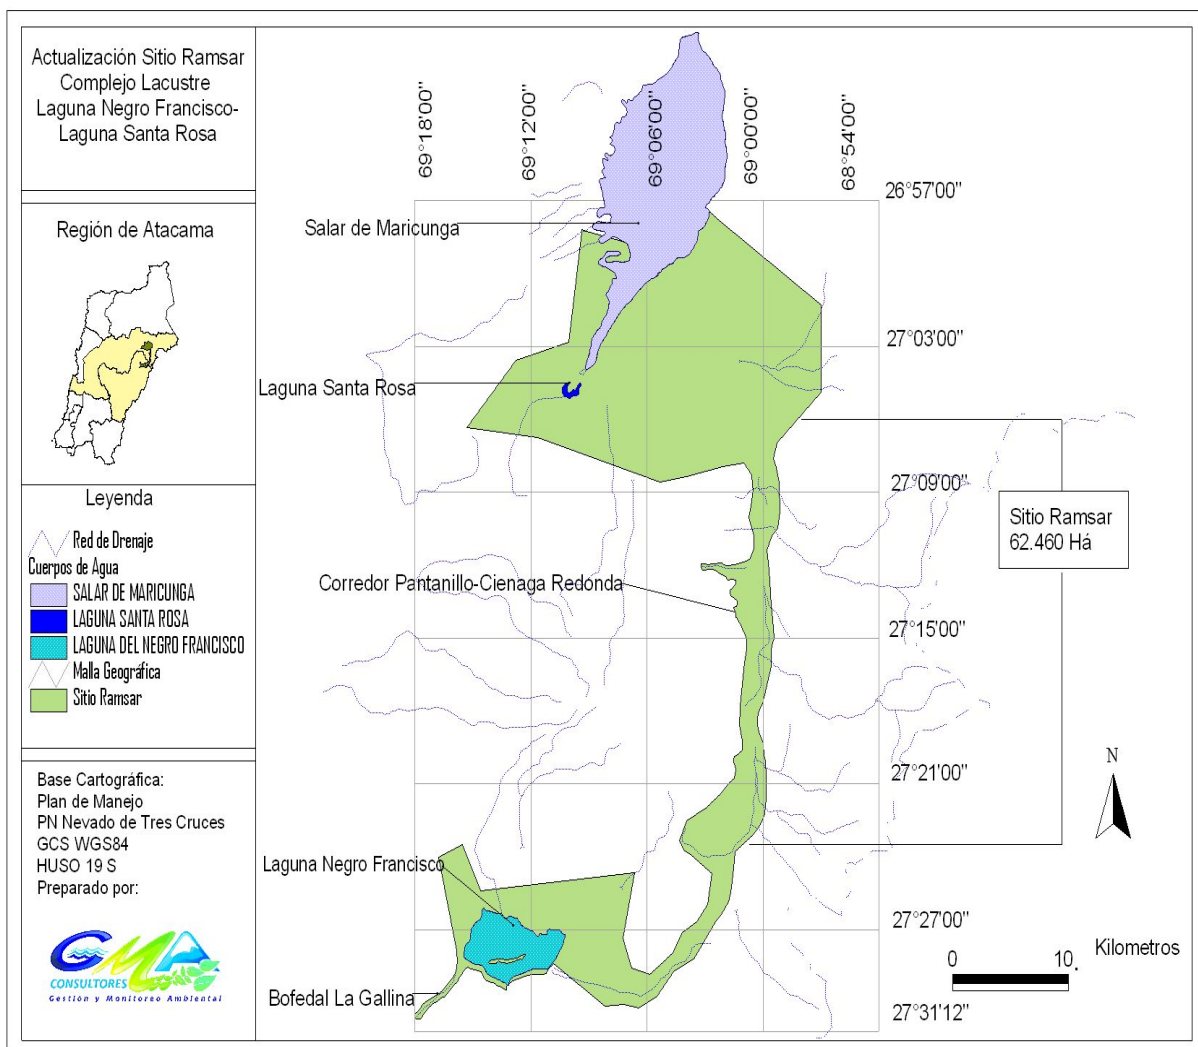 Actualización Sitio Ramsar
Complejo Lacustre
Laguna Negro Francisco-
Laguna Santa Rosa
Región de Atacama
Leyenda
Red de Drenaje
Cuerpos de Agua
SALAR DE MARICUNGA
LAGUNA SANTA ROSA
LAGUNA DEL NEGRO FRANCISCO
Malla Geográfica
Sitio Ramsar
Base Cartográfica:
Plan de Manejo
PN Nevado de Tres Cruces
GCS WGS84
HUSO 19 S
Preparado por:
GMA
CONSULTORES
Gestión y Monitoreo Ambiental
69°18'00"
69°12'00"
69°06'00"
69°00'00"
68°54'00"
26°57'00"
Salar de Maricunga
27°03'00"
Laguna Santa Rosa
27°09'00"
Sitio Ramsar
62.460 Há
Corredor Pantanillo-Cienaga Redonda
27°15'00"
27°21'00"
N
Laguna Negro Francisco
27°27'00"
0 10.
Kilometros
Bofedal La Gallina
27°31'12"